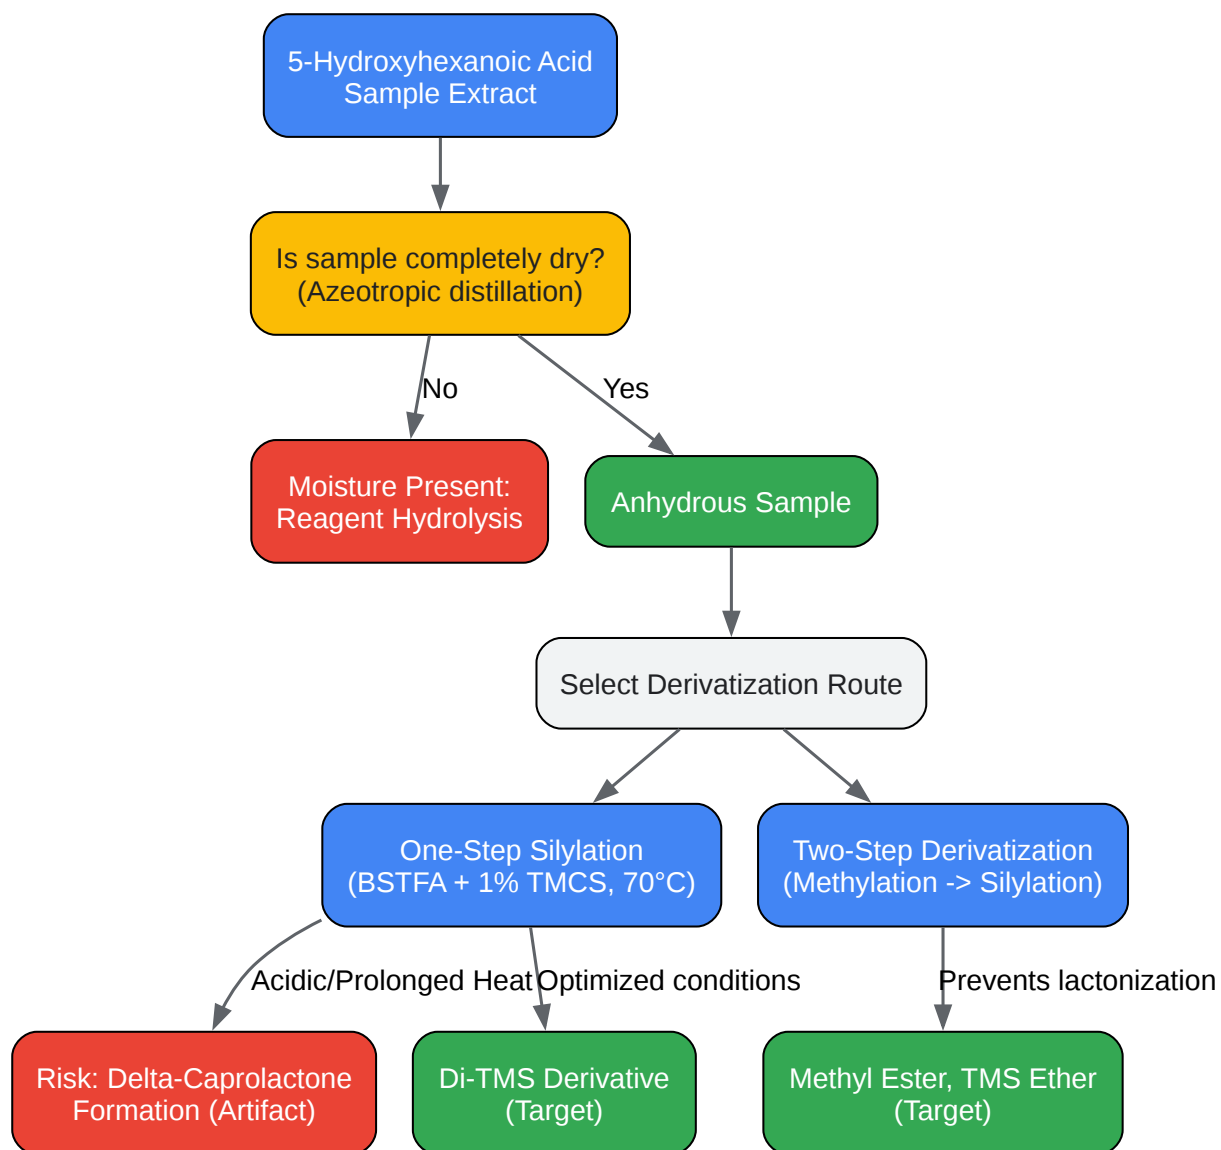 5-Hydroxyhexanoic Acid
Sample Extract
Is sample completely dry?
(Azeotropic distillation)
No
Yes
Moisture Present:
Reagent Hydrolysis
Anhydrous Sample
Select Derivatization Route
One-Step Silylation
(BSTFA + 1% TMCS, 70°C)
Two-Step Derivatization
(Methylation -> Silylation)
Acidic/Prolonged Heat
Optimized conditions
Prevents lactonization
Risk: Delta-Caprolactone
Formation (Artifact)
Di-TMS Derivative
(Target)
Methyl Ester, TMS Ether
(Target)